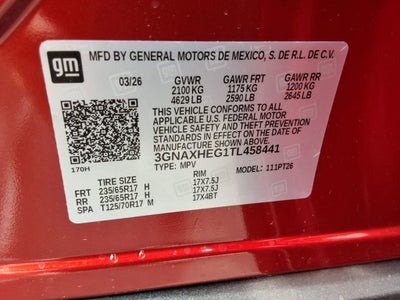 gm
MFD BY GENERAL MOTORS DE MEXICO, S. DE R.L. DE C.V.
03/26 GVWR GAWR FRT GAWR RR
2100 KG 1175 KG 1200 KG
4629 LB 2590 LB 2645 LB
THIS VEHICLE CONFORMS TO ALL
APPLICABLE U.S. FEDERAL MOTOR
VEHICLE SAFETY, BUMPER, AND THEFT
PREVENTION STANDARDS IN EFFECT
ON THE DATE OF
MANUFACTURE SHOWN ABOVE.
3GNAXHEG1TL458441
170H TYPE: MPV MODEL: 111PT26
TIRE SIZE RIM
FRT 235/65R17 H 17X7.5J
RR 235/65R17 H 17X7.5J
SPA T125/70R17 M 17X4BT